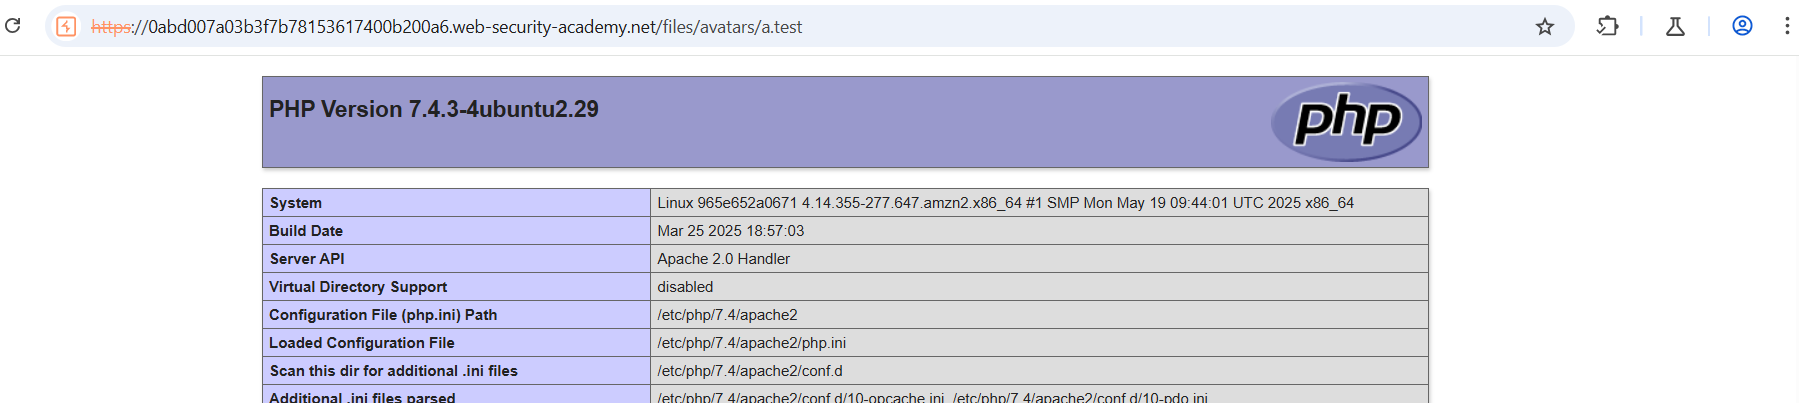 https://0abd007a03b3f7b78153617400b200a6.web-security-academy.net/files/avatars/a.test
PHP Version 7.4.3-4ubuntu2.29
php
System Linux 965e652a0671 4.14.355-277.647.amzn2.x86_64 #1 SMP Mon May 19 09:44:01 UTC 2025 x86_64
Build Date Mar 25 2025 18:57:03
Server API Apache 2.0 Handler
Virtual Directory Support disabled
Configuration File (php.ini) Path /etc/php/7.4/apache2
Loaded Configuration File /etc/php/7.4/apache2/php.ini
Scan this dir for additional .ini files /etc/php/7.4/apache2/conf.d
Additional .ini files parsed /etc/php/7.4/apache2/conf.d/10-opcache.ini, /etc/php/7.4/apache2/conf.d/10-pdo.ini